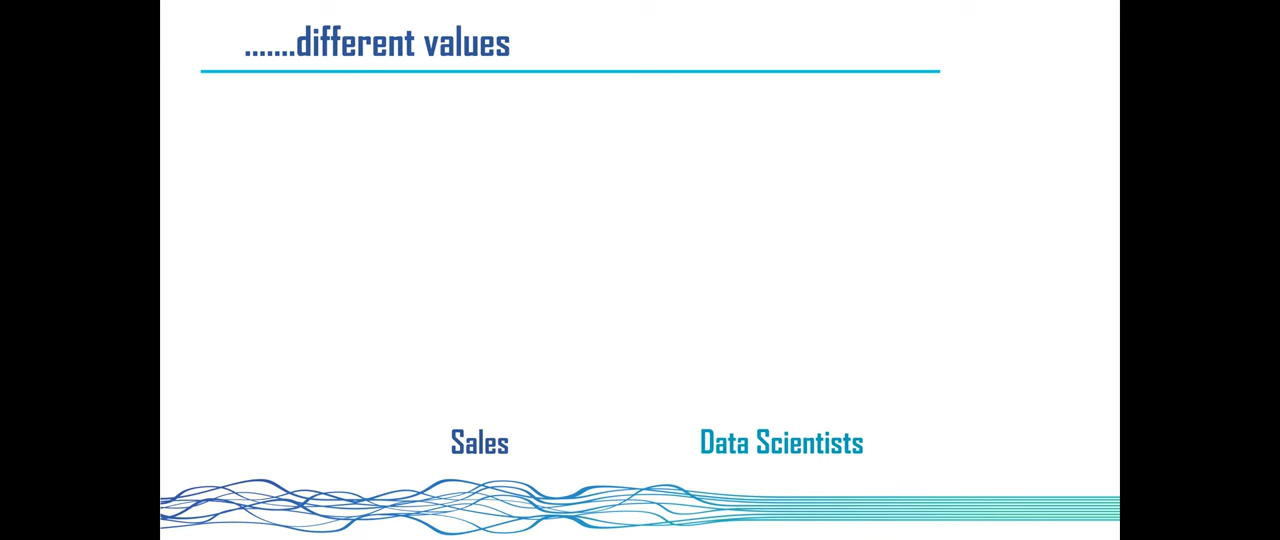 .......different values
Sales
Data Scientists